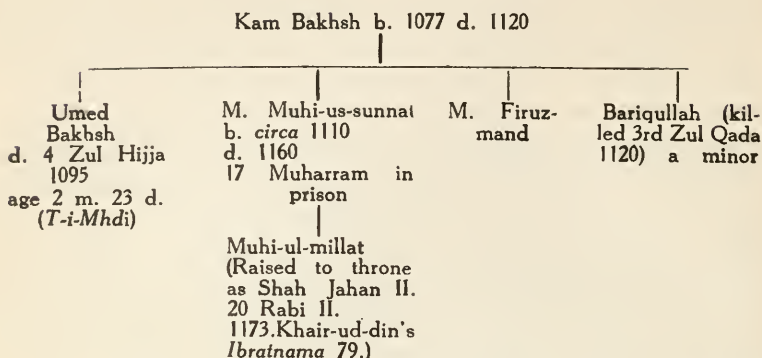 Kam Bakhsh b. 1077 d. 1120
Umed
Bakhsh
d. 4 Zul Hijja
1095
age 2 m. 23 d.
(T-i-Mhdi)
M. Muhi-us-sunnat
b. circa 1110
d. 1160
17 Muharram in
prison
Muhi-ul-millat
(Raised to throne
as Shah Jahan II.
20 Rabi II.
1173.Khair-ud-din's
Ibratnama 79.)
M. Firuz-
mand
Bariqullah (kil-
led 3rd Zul Qada
1120) a minor